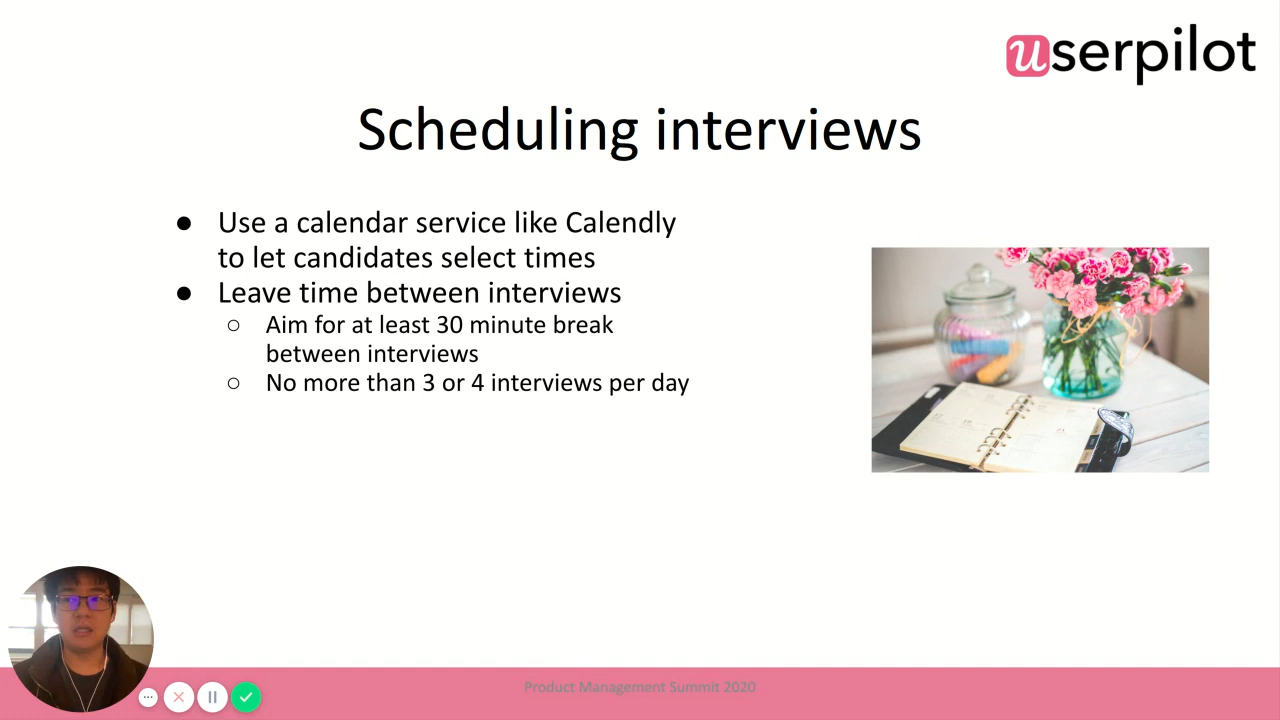 userpilot
Scheduling interviews
● Use a calendar service like Calendly
to let candidates select times
● Leave time between interviews
○ Aim for at least 30 minute break
between interviews
○ No more than 3 or 4 interviews per day
Product Management Summit 2020